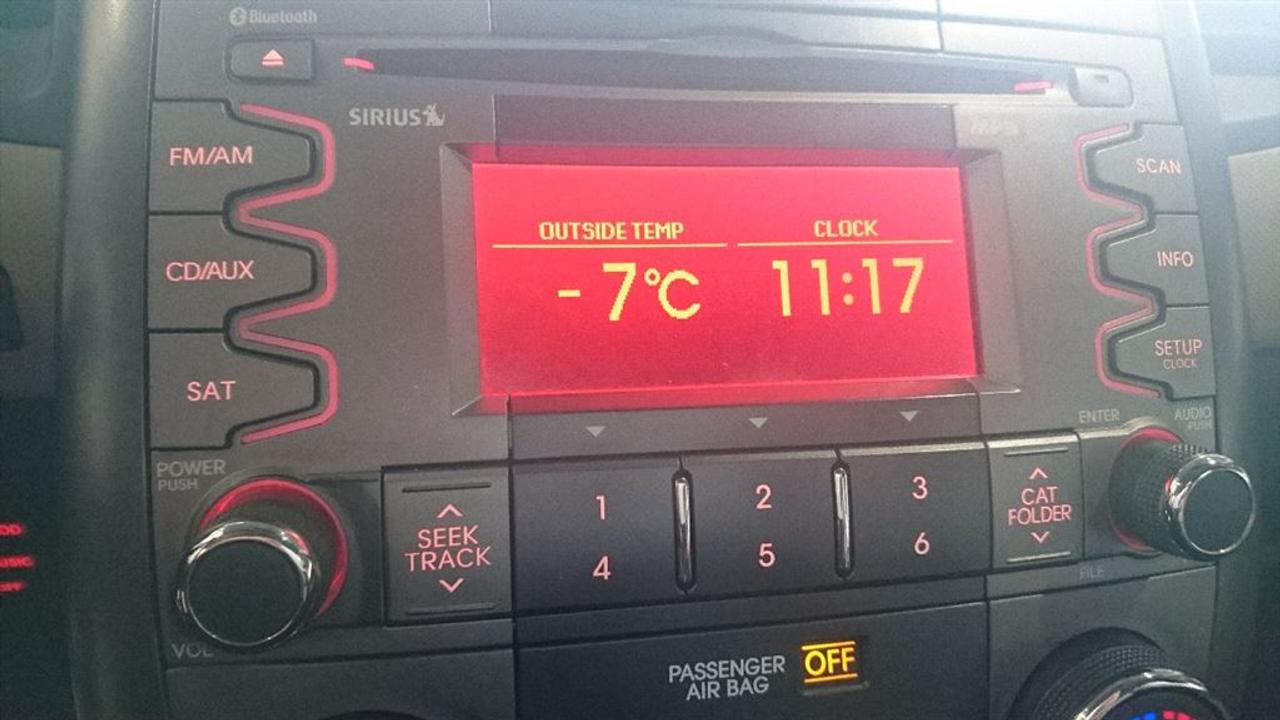 Bluetooth
SIRIUS
MP3
FM/AM
SCAN
OUTSIDE TEMP
CLOCK
-7°C
11:17
CD/AUX
INFO
SAT
SETUP
CLOCK
POWER
PUSH
ENTER
AUDIO
PUSH
SEEK
TRACK
1
2
3
4
5
6
CAT
FOLDER
VOL
FILE
PASSENGER
AIR BAG
OFF